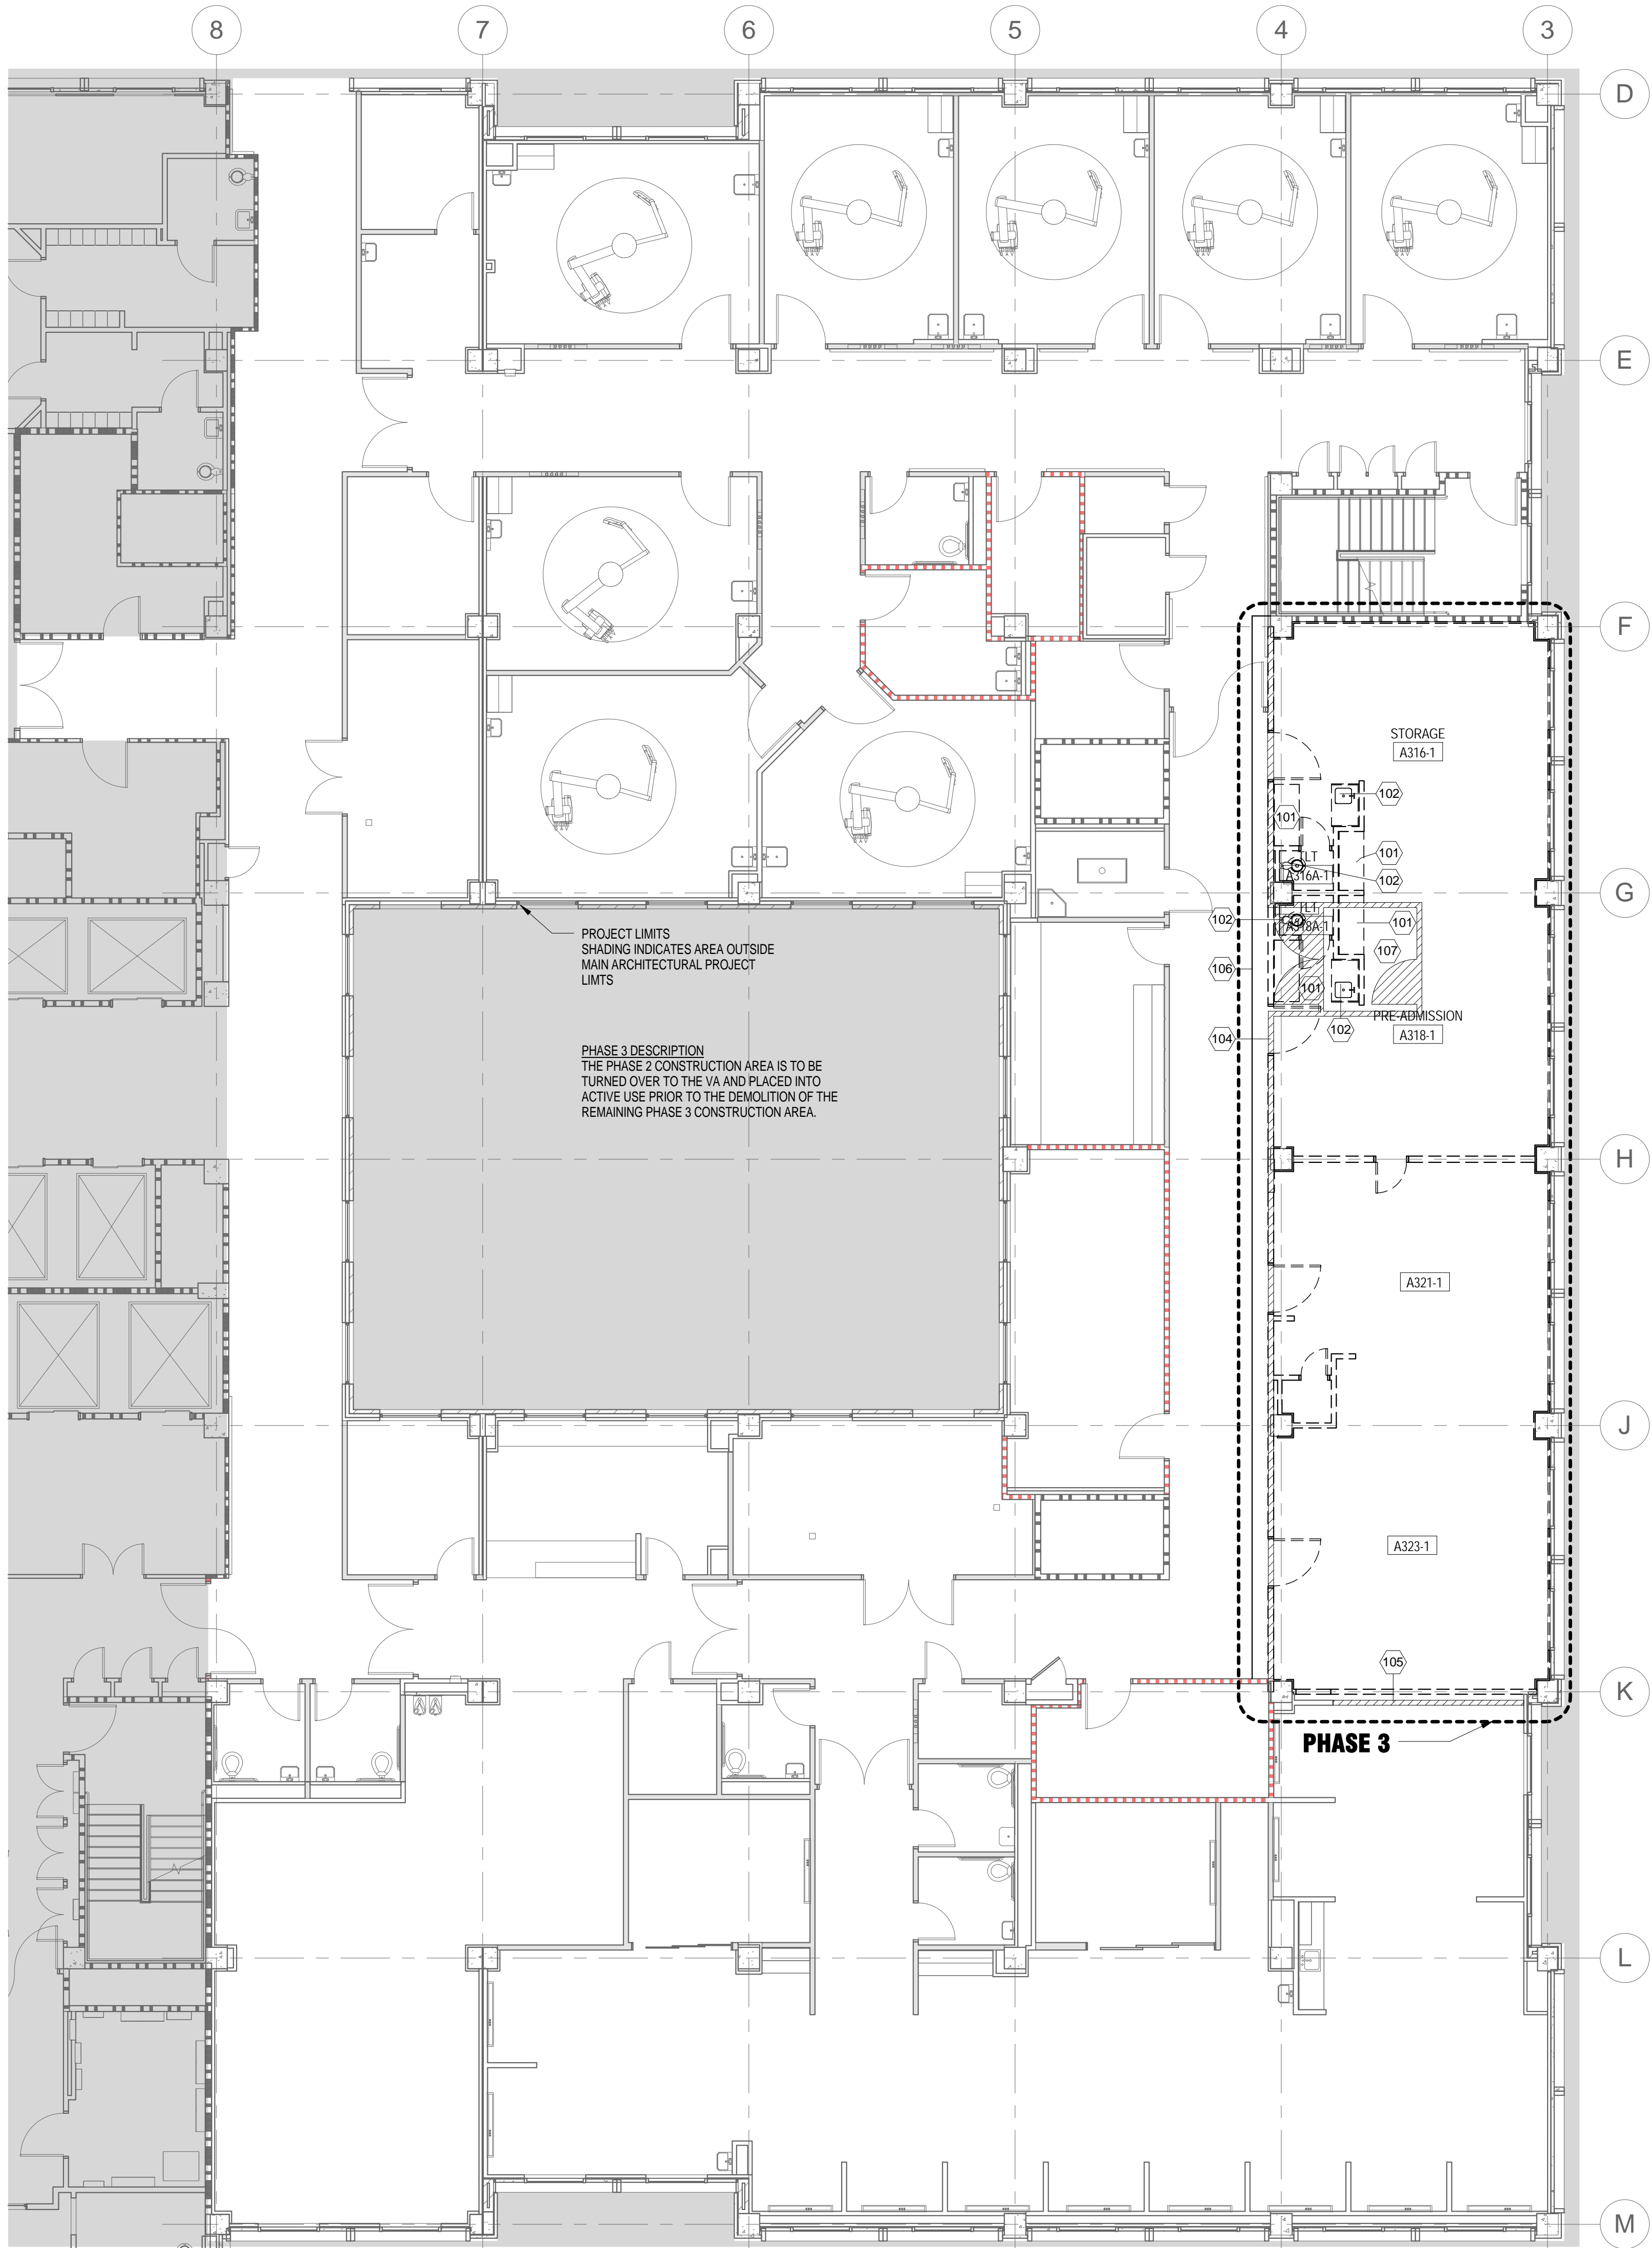 8
7
6
5
4
3
D
E
F
STORAGE
A316-1
102
101
101
TLT
A316A-1
102
G
102
TLT
A318A-1
101
107
106
101
PRE-ADMISSION
A318-1
102
104
PROJECT LIMITS
SHADING INDICATES AREA OUTSIDE
MAIN ARCHITECTURAL PROJECT
LIMTS
PHASE 3 DESCRIPTION
THE PHASE 2 CONSTRUCTION AREA IS TO BE
TURNED OVER TO THE VA AND PLACED INTO
ACTIVE USE PRIOR TO THE DEMOLITION OF THE
REMAINING PHASE 3 CONSTRUCTION AREA.
H
A321-1
J
A323-1
105
K
PHASE 3
L
M